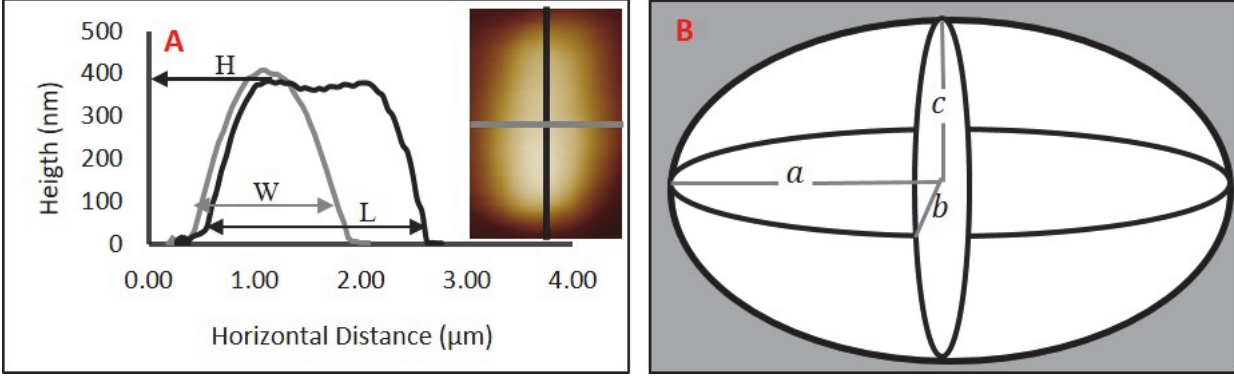 A
500
400
300
200
100
0
Heigth (nm)
H
W
L
0.00 1.00 2.00 3.00 4.00
Horizontal Distance (μm)
B
c
a
b